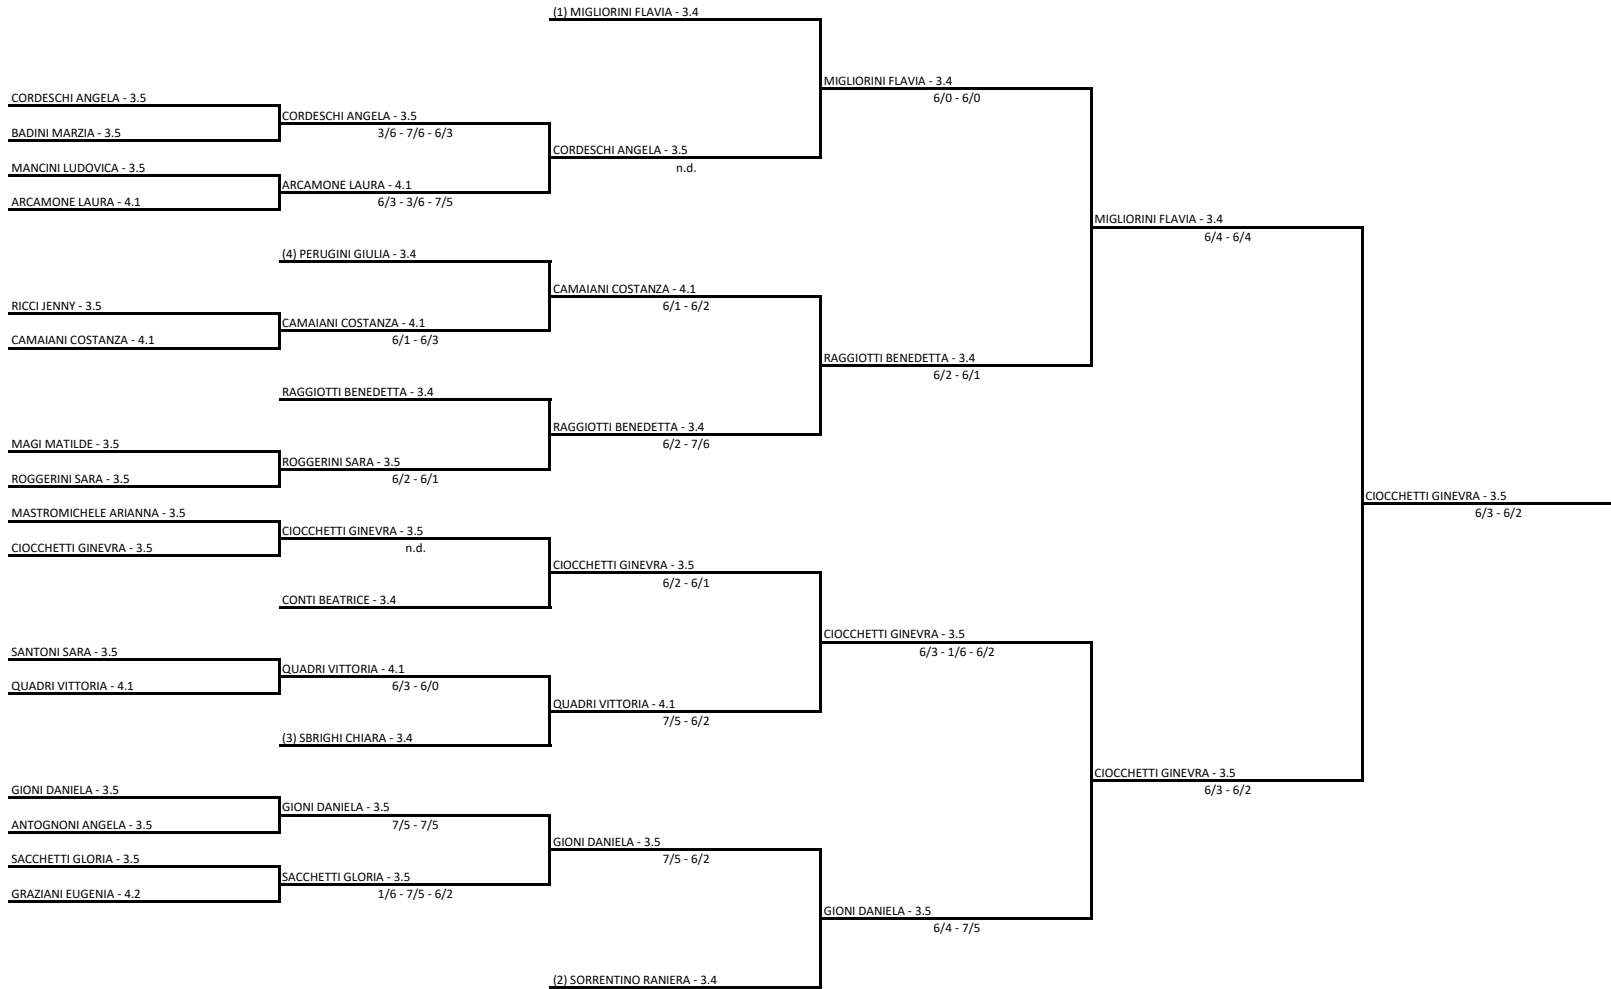 (1) MIGLIORINI FLAVIA - 3.4
MIGLIORINI FLAVIA - 3.4
6/0 - 6/0
CORDESCHI ANGELA - 3.5
CORDESCHI ANGELA - 3.5
3/6 - 7/6 - 6/3
BADINI MARZIA - 3.5
CORDESCHI ANGELA - 3.5
n.d.
MANCINI LUDOVICA - 3.5
ARCAMONE LAURA - 4.1
6/3 - 3/6 - 7/5
ARCAMONE LAURA - 4.1
MIGLIORINI FLAVIA - 3.4
6/4 - 6/4
(4) PERUGINI GIULIA - 3.4
CAMAIANI COSTANZA - 4.1
6/1 - 6/2
RICCI JENNY - 3.5
CAMAIANI COSTANZA - 4.1
6/1 - 6/3
CAMAIANI COSTANZA - 4.1
RAGGIOTTI BENEDETTA - 3.4
6/2 - 6/1
RAGGIOTTI BENEDETTA - 3.4
RAGGIOTTI BENEDETTA - 3.4
6/2 - 7/6
MAGI MATILDE - 3.5
ROGGERINI SARA - 3.5
6/2 - 6/1
ROGGERINI SARA - 3.5
CIOCCHETTI GINEVRA - 3.5
6/3 - 6/2
MASTROMICHELE ARIANNA - 3.5
CIOCCHETTI GINEVRA - 3.5
n.d.
CIOCCHETTI GINEVRA - 3.5
CIOCCHETTI GINEVRA - 3.5
6/2 - 6/1
CONTI BEATRICE - 3.4
CIOCCHETTI GINEVRA - 3.5
6/3 - 1/6 - 6/2
SANTONI SARA - 3.5
QUADRI VITTORIA - 4.1
6/3 - 6/0
QUADRI VITTORIA - 4.1
QUADRI VITTORIA - 4.1
7/5 - 6/2
(3) SBRIGHI CHIARA - 3.4
CIOCCHETTI GINEVRA - 3.5
6/3 - 6/2
GIONI DANIELA - 3.5
GIONI DANIELA - 3.5
7/5 - 7/5
ANTOGNONI ANGELA - 3.5
GIONI DANIELA - 3.5
7/5 - 6/2
SACCHETTI GLORIA - 3.5
SACCHETTI GLORIA - 3.5
1/6 - 7/5 - 6/2
GRAZIANI EUGENIA - 4.2
GIONI DANIELA - 3.5
6/4 - 7/5
(2) SORRENTINO RANIERA - 3.4